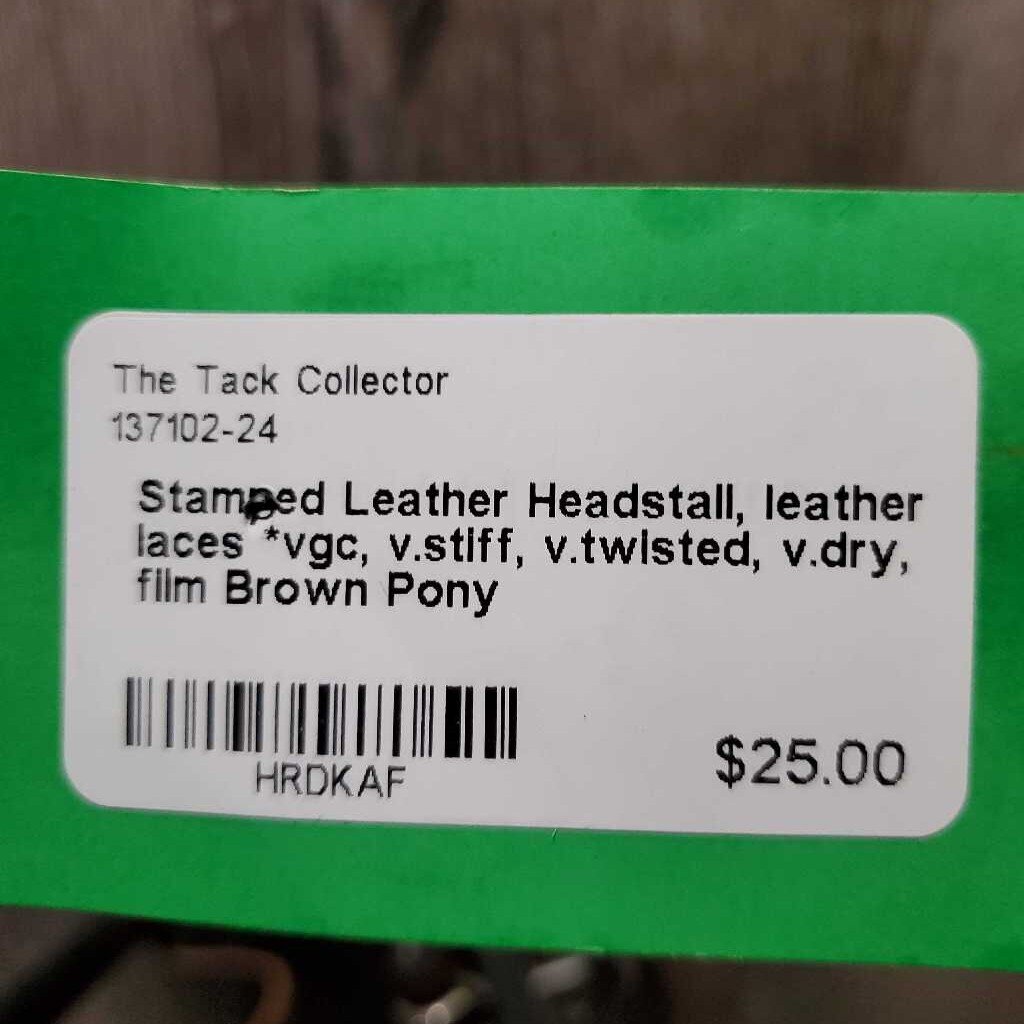 The Tack Collector
137102-24
Stamped Leather Headstall, leather
laces *vgc, v.stiff, v.twisted, v.dry,
film Brown Pony
HRDKAF
$25.00